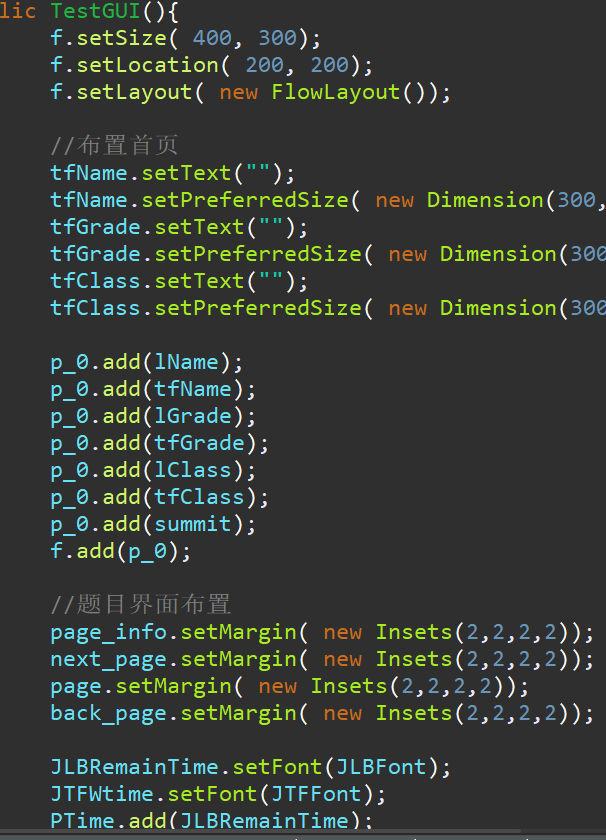 lic TestGUI(){
f.setSize( 400, 300);
f.setLocation( 200, 200);
f.setLayout( new FlowLayout());
//布置首页
tfName.setText("");
tfName.setPreferredSize( new Dimension(300,
tfGrade.setText("");
tfGrade.setPreferredSize( new Dimension(300
tfClass.setText("");
tfClass.setPreferredSize( new Dimension(300
p_0.add(lName);
p_0.add(tfName);
p_0.add(lGrade);
p_0.add(tfGrade);
p_0.add(lClass);
p_0.add(tfClass);
p_0.add(summit);
f.add(p_0);
//题目界面布置
page_info.setMargin( new Insets(2,2,2,2));
next_page.setMargin( new Insets(2,2,2,2));
page.setMargin( new Insets(2,2,2,2));
back_page.setMargin( new Insets(2,2,2,2));
JLBRemainTime.setFont(JLBFont);
JTFWtime.setFont(JTFFont);
PTime.add(JLBRemainTime);